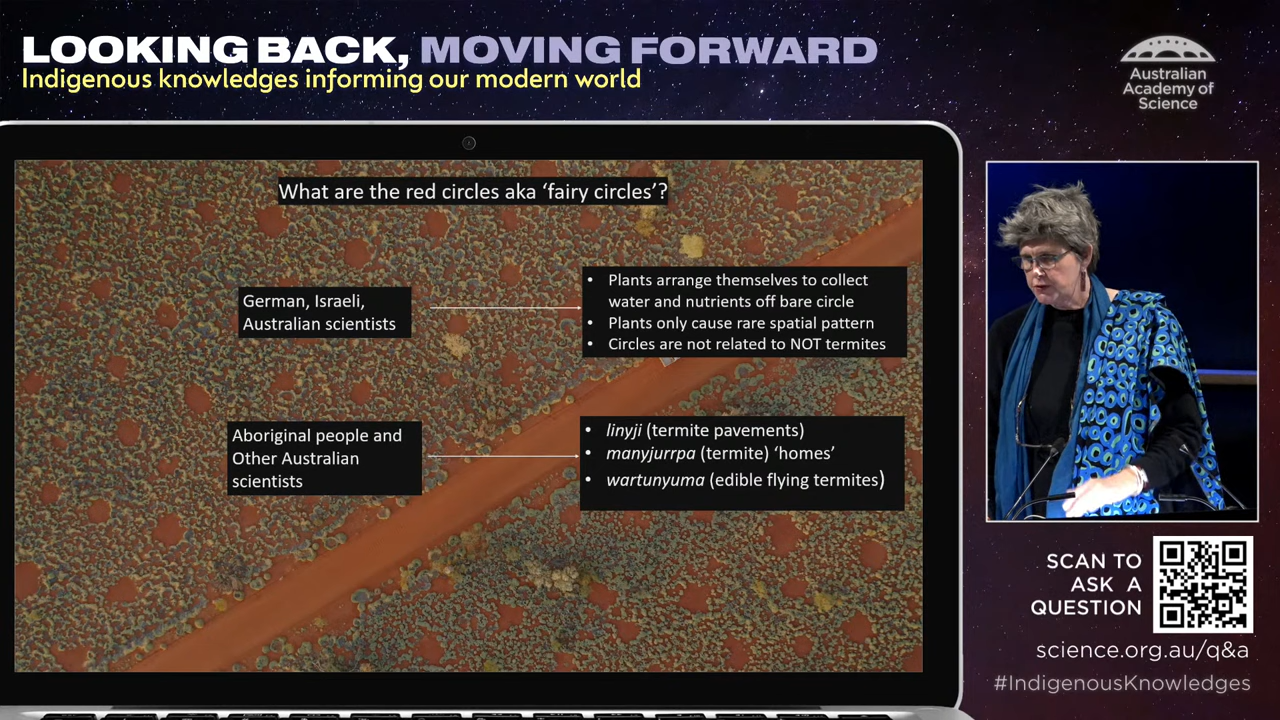 LOOKING BACK, MOVING FORWARD
Indigenous knowledges informing our modern world
Australian
Academy of
Science
What are the red circles aka ‘fairy circles’?
German, Israeli,
Australian scientists
• Plants arrange themselves to collect
water and nutrients off bare circle
• Plants only cause rare spatial pattern
• Circles are not related to NOT termites
Aboriginal people and
Other Australian
scientists
• linyji (termite pavements)
• manyjurrpa (termite) ‘homes’
• wartunyuma (edible flying termites)
SCAN TO
ASK A
QUESTION
science.org.au/q&a
#IndigenousKnowledges